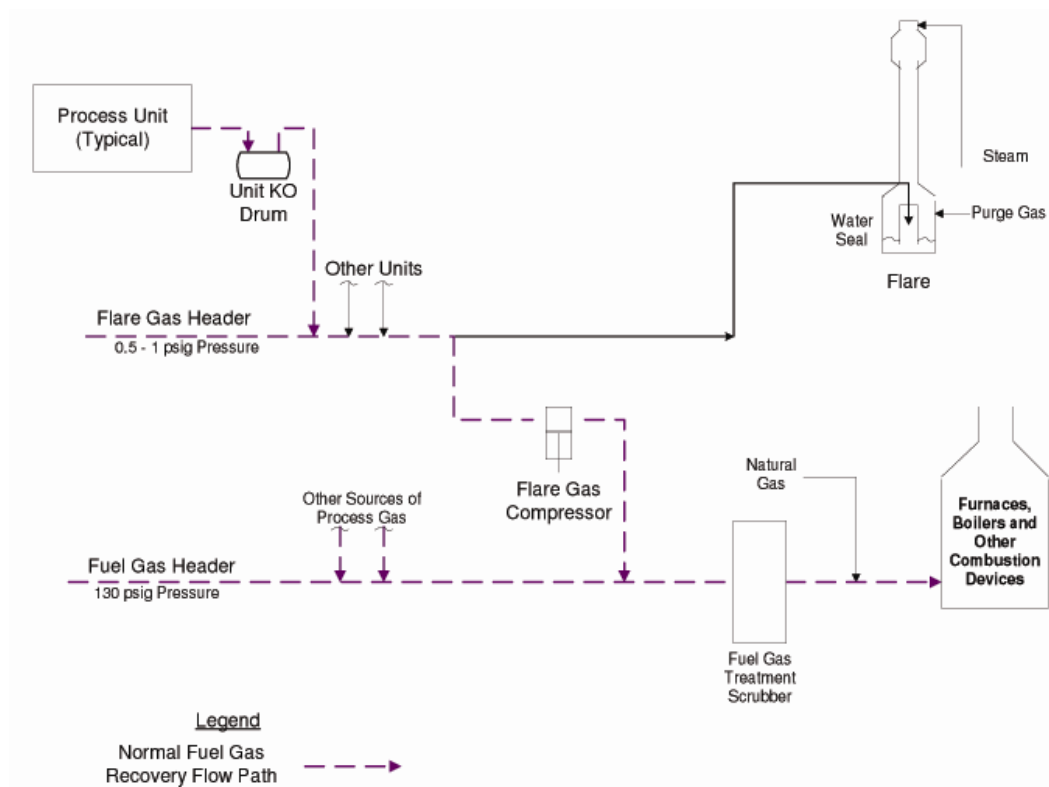 Process Unit
(Typical)
Unit KO
Drum
Steam
Purge Gas
Water
Seal
Flare
Other Units
Flare Gas Header
0.5 - 1 psig Pressure
Natural
Gas
Flare Gas
Compressor
Other Sources of
Process Gas
Furnaces,
Boilers and
Other
Combustion
Devices
Fuel Gas Header
130 psig Pressure
Fuel Gas
Treatment
Scrubber
Legend
Normal Fuel Gas
Recovery Flow Path